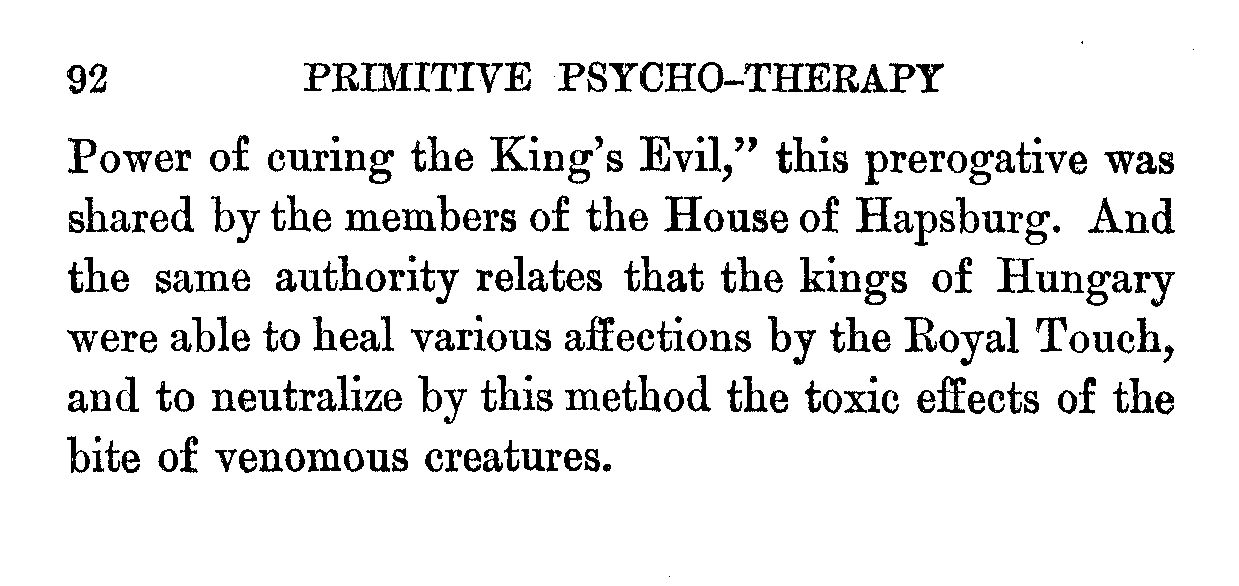 92 PRIMITIVE PSYCHO-THERAPY
Power of curing the King's Evil,” this prerogative was
shared by the members of the House of Hapsburg. And
the same authority relates that the kings of Hungary
were able to heal various affections by the Royal Touch,
and to neutralize by this method the toxic effects of the
bite of venomous creatures.